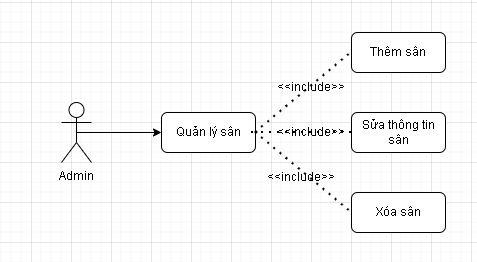 Thêm sân
<<include>>
Admin
Quản lý sân
<<include>>
Sửa thông tin
sân
<<include>>
Xóa sân